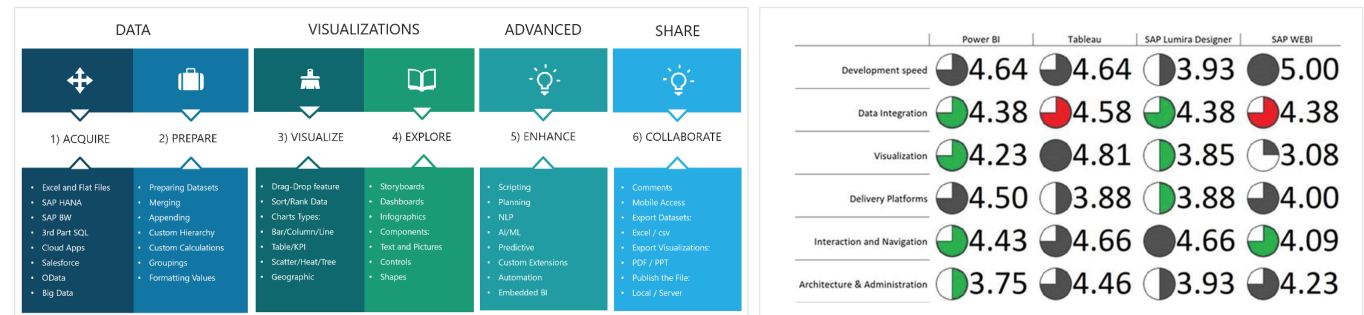 DATA
VISUALIZATIONS
ADVANCED
SHARE
1) ACQUIRE
2) PREPARE
3) VISUALIZE
4) EXPLORE
5) ENHANCE
6) COLLABORATE
Excel and Flat Files
SAP HANA
SAP BW
3rd Part SQL
Cloud Apps
Salesforce
OData
Big Data
Preparing Datasets
Merging
Appending
Custom Hierarchy
Custom Calculations
Groupings
Formatting Values
Drag-Drop feature
Sort/Rank Data
Charts Types:
Bar/Column/Line
Table/KPI
Scatter/Heat/Tree
Geographic
Storyboards
Dashboards
Infographics
Components:
Text and Pictures
Controls
Shapes
Scripting
Planning
NLP
AI/ML
Predictive
Custom Extensions
Automation
Embedded BI
Comments
Mobile Access
Export Datasets:
Excel / csv
Export Visualizations:
PDF / PPT
Publish the File:
Local / Server
Power BI Tableau SAP Lumira Designer SAP WEBI
Development speed 4.64 4.64 3.93 5.00
Data Integration 4.38 4.58 4.38 4.38
Visualization 4.23 4.81 3.85 3.08
Delivery Platforms 4.50 3.88 3.88 4.00
Interaction and Navigation 4.43 4.66 4.66 4.09
Architecture & Administration 3.75 4.46 3.93 4.23